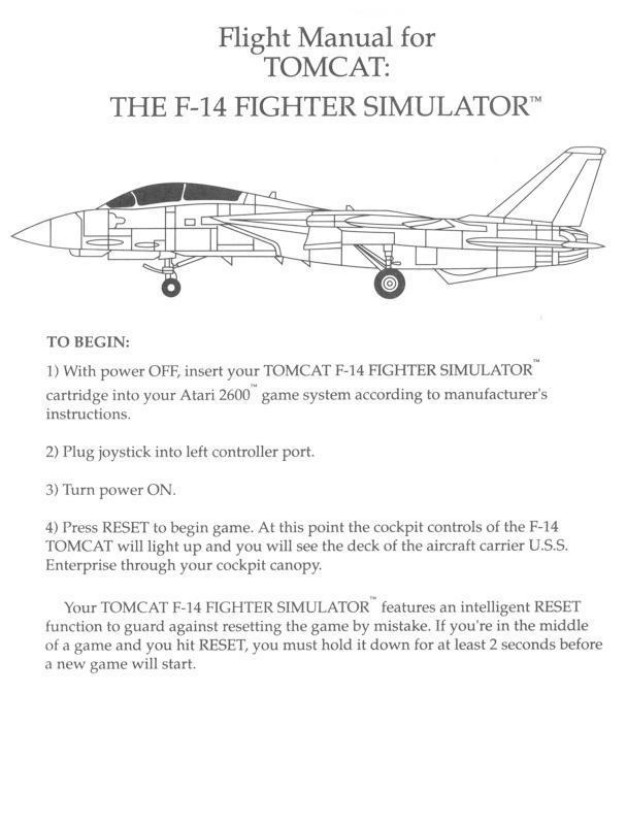 Flight Manual for
TOMCAT:
THE F-14 FIGHTER SIMULATOR™
TO BEGIN:
1) With power OFF, insert your TOMCAT F-14 FIGHTER SIMULATOR™
cartridge into your Atari 2600™ game system according to manufacturer's
instructions.
2) Plug joystick into left controller port.
3) Turn power ON.
4) Press RESET to begin game. At this point the cockpit controls of the F-14
TOMCAT will light up and you will see the deck of the aircraft carrier U.S.S.
Enterprise through your cockpit canopy.
Your TOMCAT F-14 FIGHTER SIMULATOR™ features an intelligent RESET
function to guard against resetting the game by mistake. If you're in the middle
of a game and you hit RESET, you must hold it down for at least 2 seconds before
a new game will start.